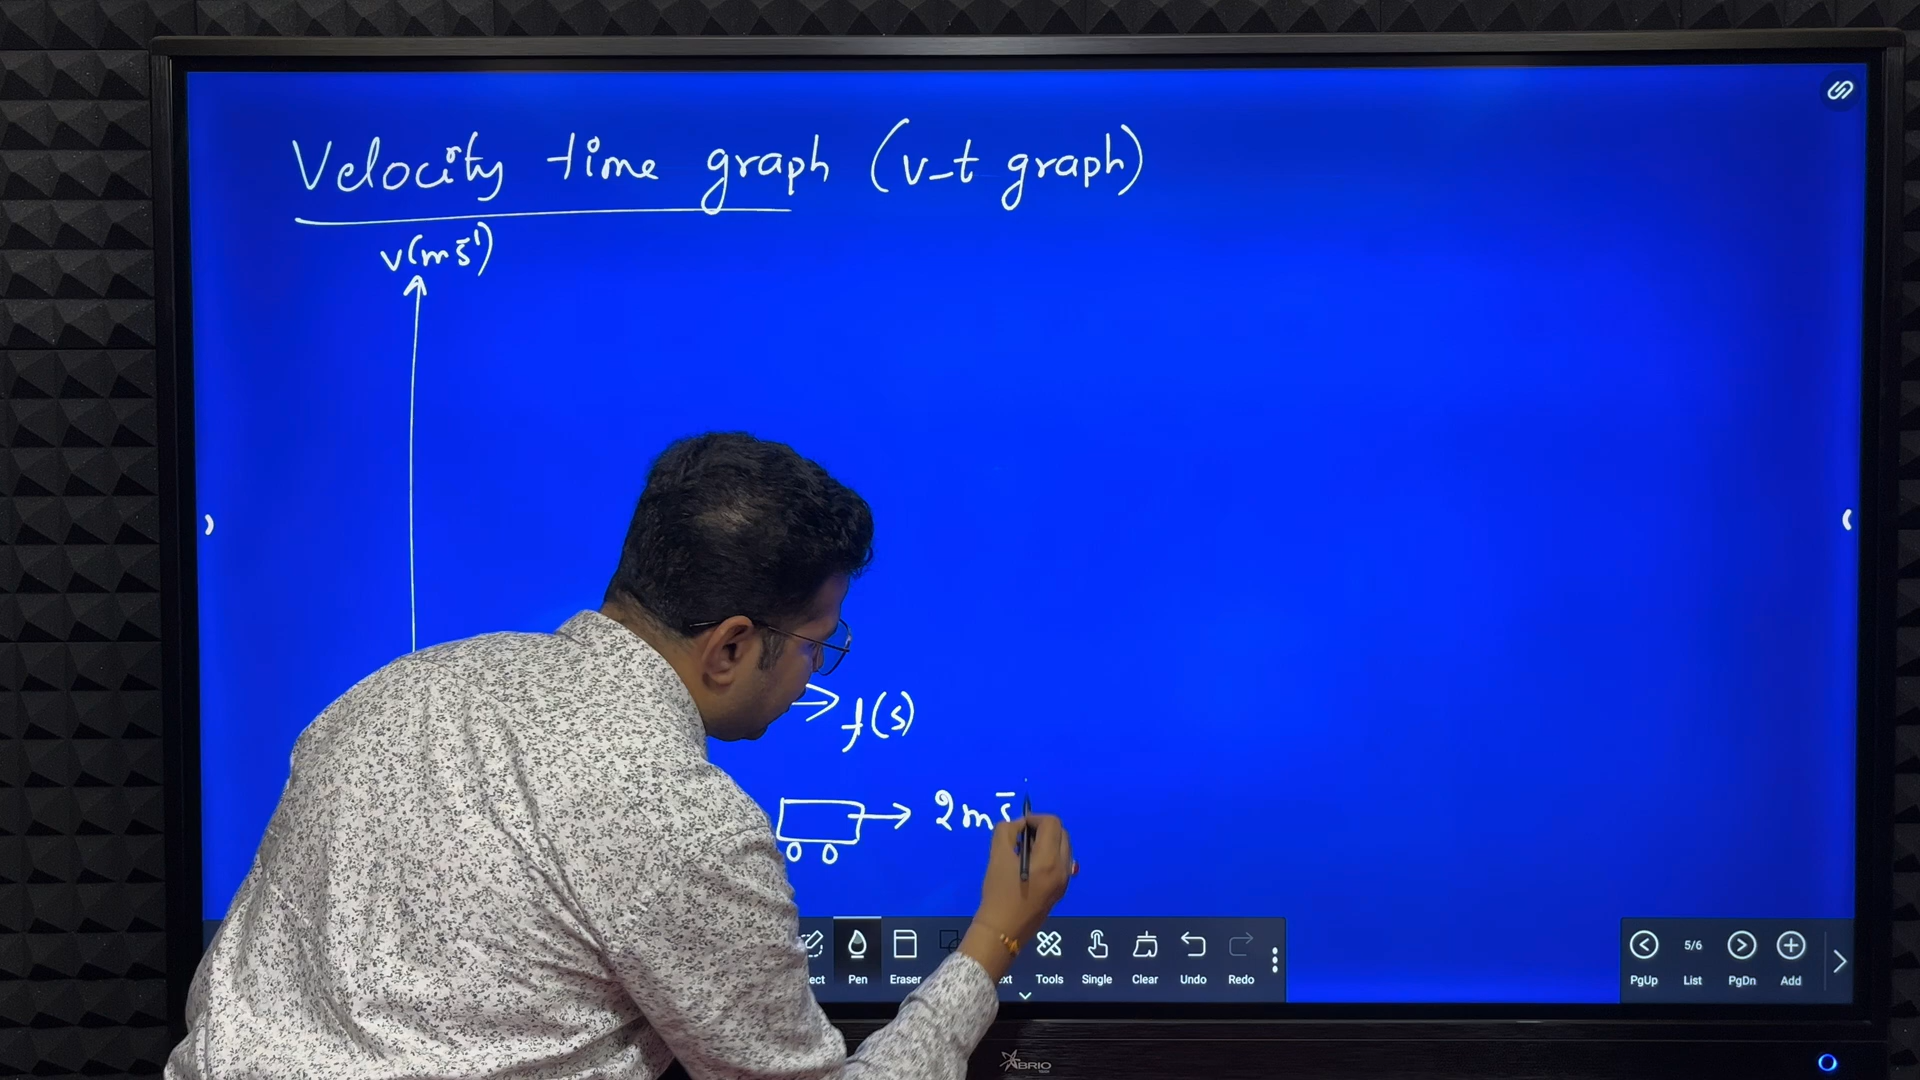 Velocity time graph (v-t graph)
v(ms⁻¹)
t(s)
2ms⁻
Pen
Eraser
Tools
Single
Clear
Undo
Redo
PgUp
5/6
List
PgDn
Add
ABRIO